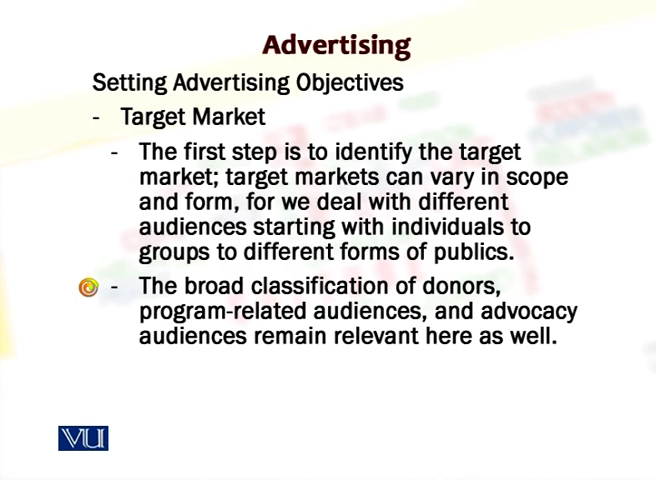 Advertising
Setting Advertising Objectives
- Target Market
- The first step is to identify the target
market; target markets can vary in scope
and form, for we deal with different
audiences starting with individuals to
groups to different forms of publics.
- The broad classification of donors,
program-related audiences, and advocacy
audiences remain relevant here as well.
VU